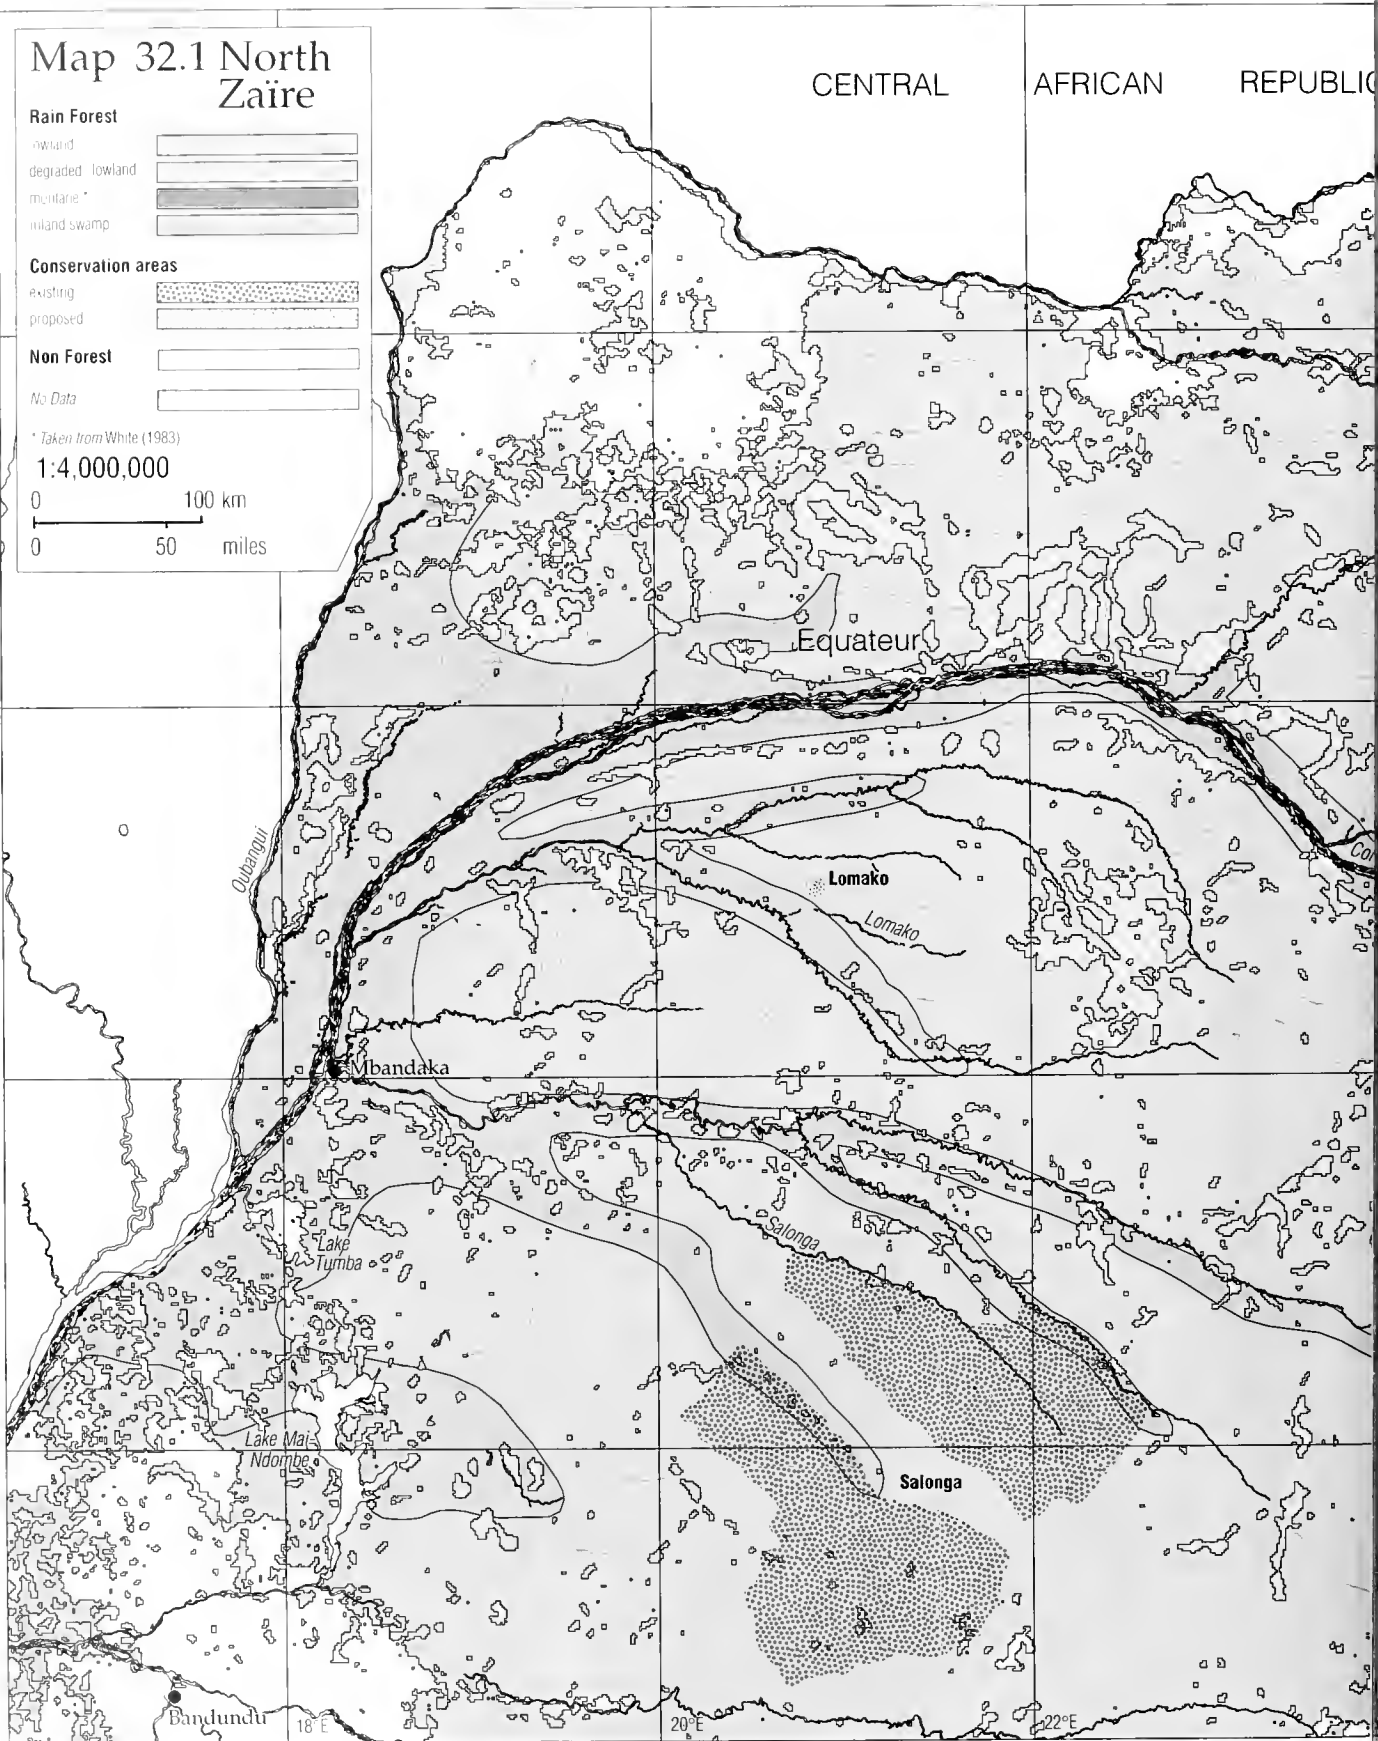 Map 32.1 North
Zaïre
Rain Forest
lowland
degraded lowland
montane *
inland swamp
Conservation areas
existing
proposed
Non Forest
No Data
* Taken from White (1983)
1:4,000,000
0 100 km
0 50 miles
CENTRAL AFRICAN REPUBLIC
Equateur
Oubangui
Lomako
Lomako
Mbandaka
Salonga
Lake
Tumba
Lake Mai-
Ndombe
Salonga
Bandundu
18°E
20°E
22°E